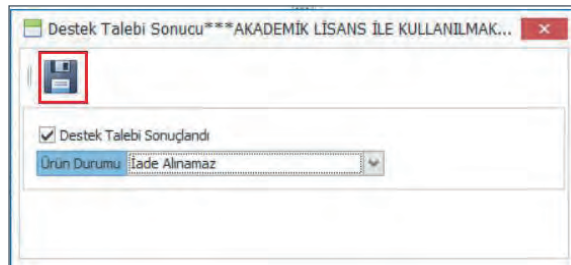 Destek Talebi Sonucu***AKADEMİK LİSANS İLE KULLANILMAK...
Destek Talebi Sonuçlandı
Ürün Durumu İade Alınamaz